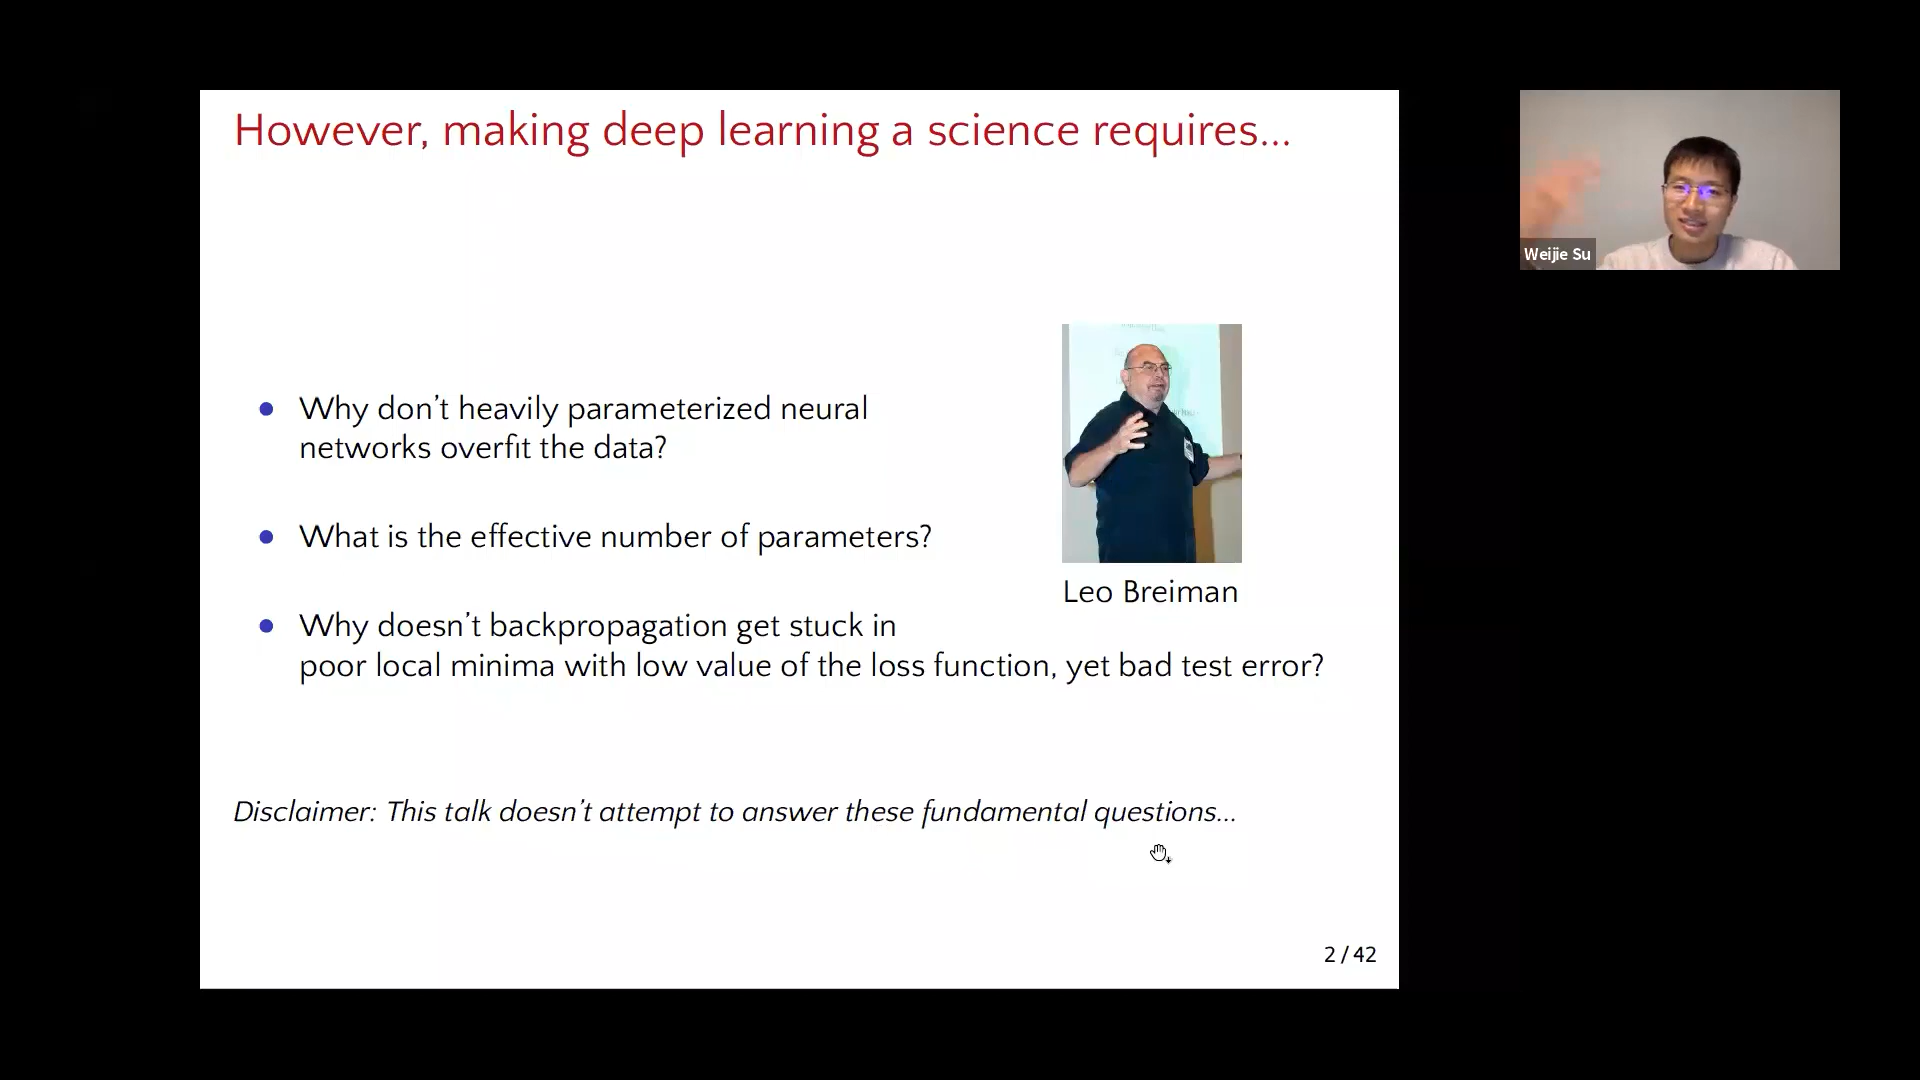 However, making deep learning a science requires...
Weijie Su
● Why don't heavily parameterized neural
networks overfit the data?
● What is the effective number of parameters?
Leo Breiman
● Why doesn't backpropagation get stuck in
poor local minima with low value of the loss function, yet bad test error?
Disclaimer: This talk doesn't attempt to answer these fundamental questions...
2 / 42